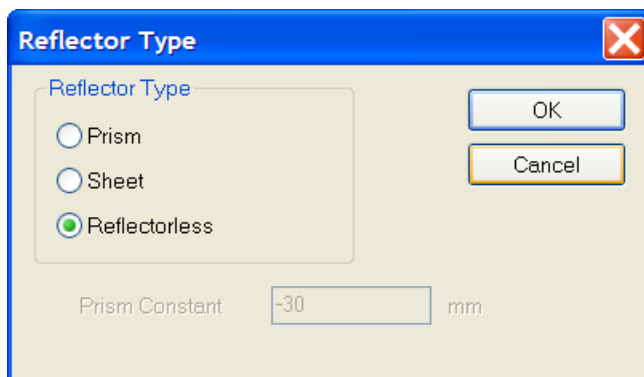 Reflector Type
Reflector Type
Prism
Sheet
Reflectorless
OK
Cancel
Prism Constant -30 mm